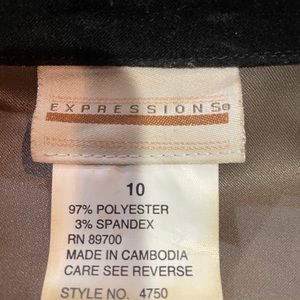 EXPRESSIONS®
10
97% POLYESTER
3% SPANDEX
RN 89700
MADE IN CAMBODIA
CARE SEE REVERSE
STYLE NO. 4750